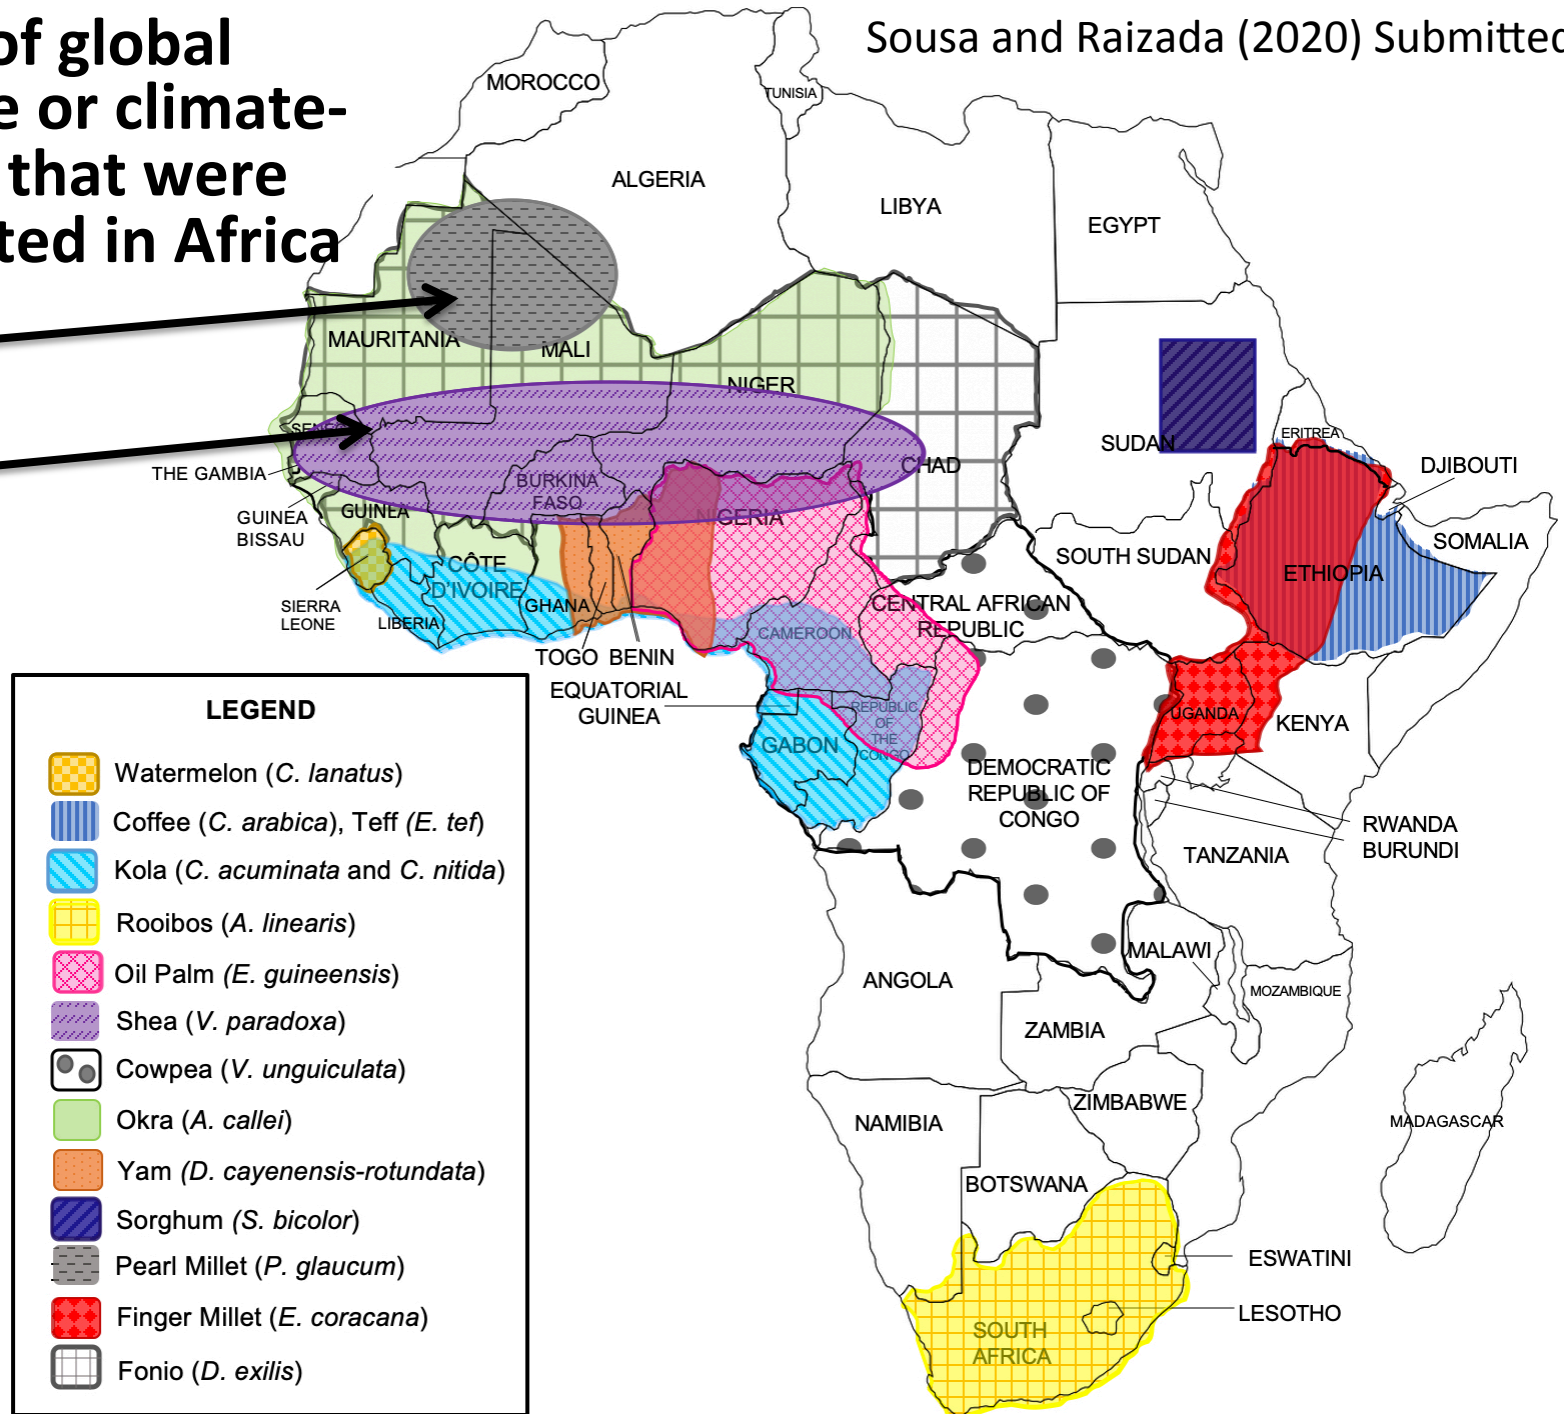 of global
e or climate-
that were
ted in Africa
Sousa and Raizada (2020) Submitted
MOROCCO
TUNISIA
ALGERIA
LIBYA
EGYPT
MAURITANIA
MALI
NIGER
CHAD
SUDAN
ERITREA
DJIBOUTI
THE GAMBIA
GUINEA
BISSAU
GUINEA
BURKINA
FASO
NIGERIA
SOUTH SUDAN
ETHIOPIA
SOMALIA
SIERRA
LEONE
LIBERIA
CÔTE
D'IVOIRE
GHANA
TOGO
BENIN
CENTRAL AFRICAN
REPUBLIC
CAMEROON
EQUATORIAL
GUINEA
GABON
REPUBLIC
OF
THE
CONGO
UGANDA
KENYA
DEMOCRATIC
REPUBLIC OF
CONGO
RWANDA
BURUNDI
TANZANIA
ANGOLA
MALAWI
MOZAMBIQUE
ZAMBIA
ZIMBABWE
NAMIBIA
BOTSWANA
MADAGASCAR
ESWATINI
LESOTHO
SOUTH
AFRICA
LEGEND
Watermelon (C. lanatus)
Coffee (C. arabica), Teff (E. tef)
Kola (C. acuminata and C. nitida)
Rooibos (A. linearis)
Oil Palm (E. guineensis)
Shea (V. paradoxa)
Cowpea (V. unguiculata)
Okra (A. callei)
Yam (D. cayenensis-rotundata)
Sorghum (S. bicolor)
Pearl Millet (P. glaucum)
Finger Millet (E. coracana)
Fonio (D. exilis)